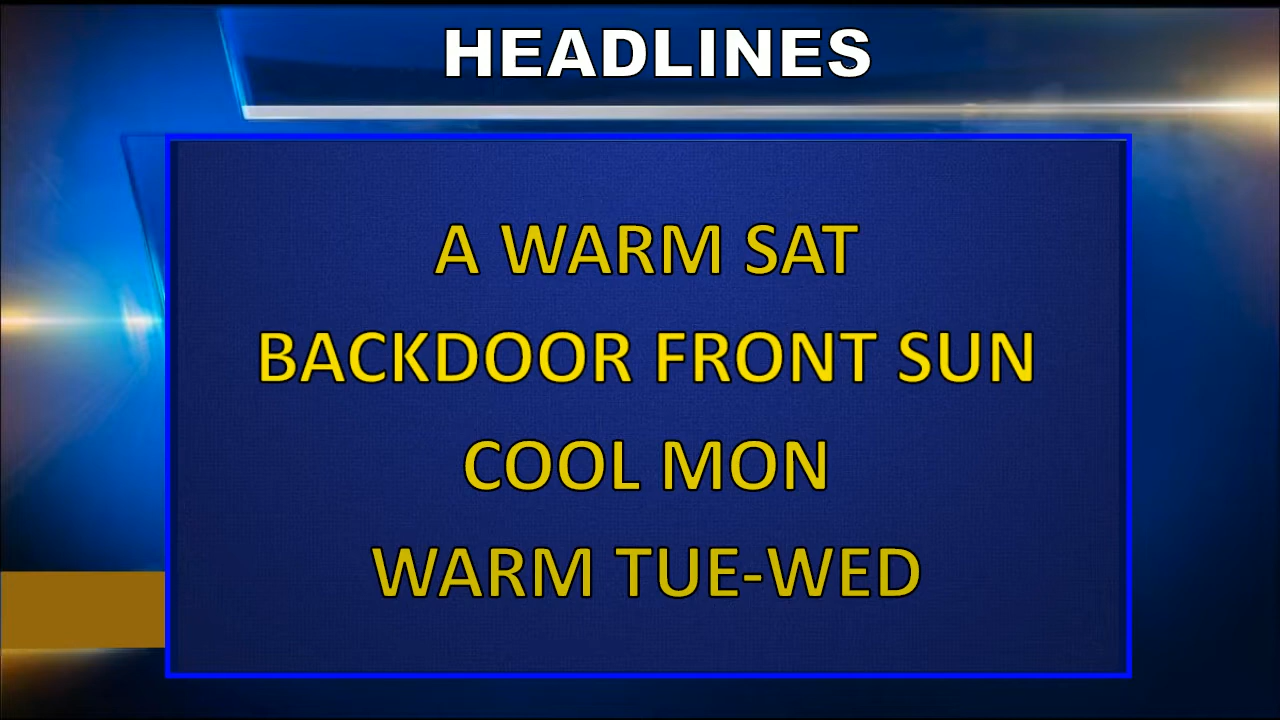 HEADLINES
A WARM SAT
BACKDOOR FRONT SUN
COOL MON
WARM TUE-WED